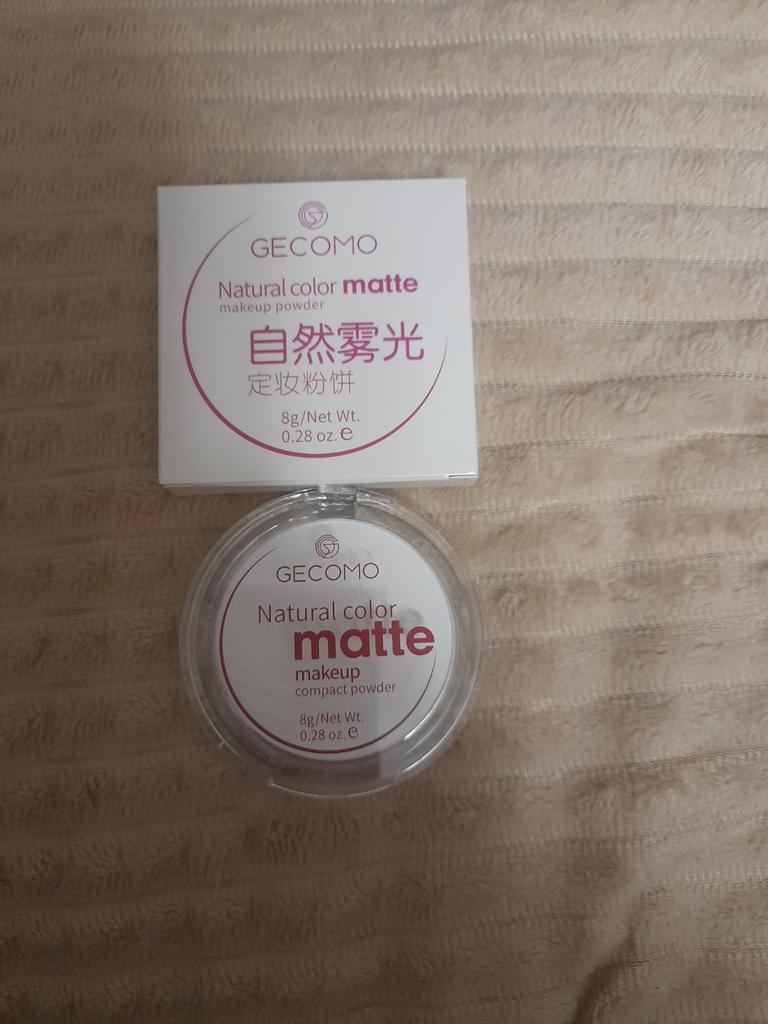 GECOMO
Natural color matte
makeup powder
自然雾光
定妆粉饼
8g/Net Wt.
0.28 oz. e
GECOMO
Natural color
matte
makeup
compact powder
8g/Net Wt.
0.28 oz. e